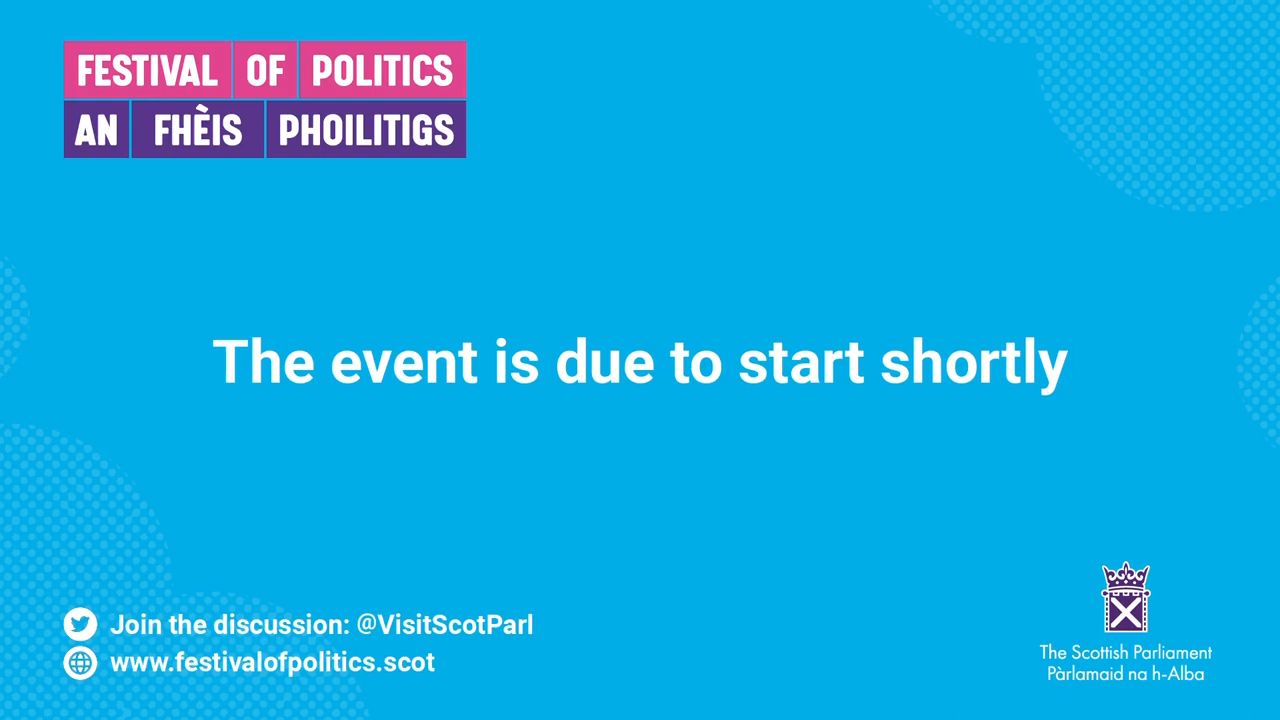 FESTIVAL OF POLITICS
AN FHÈIS PHOILITIGS
The event is due to start shortly
Join the discussion: @VisitScotParl
www.festivalofpolitics.scot
The Scottish Parliament
Pàrlamaid na h-Alba